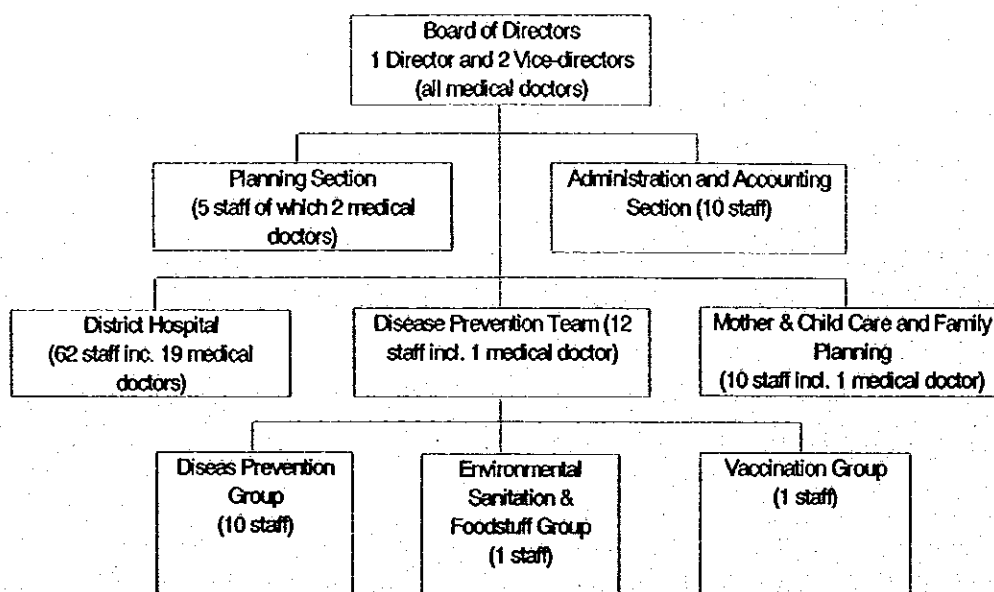 Board of Directors
1 Director and 2 Vice-directors
(all medical doctors)
Planning Section
(5 staff of which 2 medical
doctors)
Administration and Accounting
Section (10 staff)
District Hospital
(62 staff inc. 19 medical
doctors)
Disease Prevention Team (12
staff incl. 1 medical doctor)
Mother & Child Care and Family
Planning
(10 staff incl. 1 medical doctor)
Diseas Prevention
Group
(10 staff)
Environmental
Sanitation &
Foodstuff Group
(1 staff)
Vaccination Group
(1 staff)